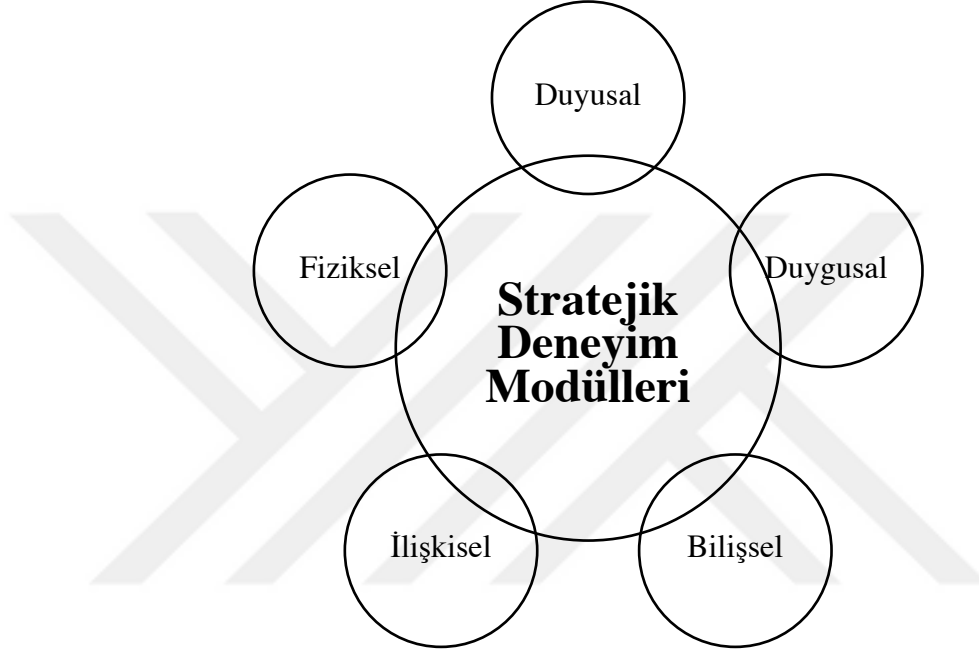 Duyusal
Fiziksel
Duygusal
Stratejik
Deneyim
Modülleri
İlişkisel
Bilişsel